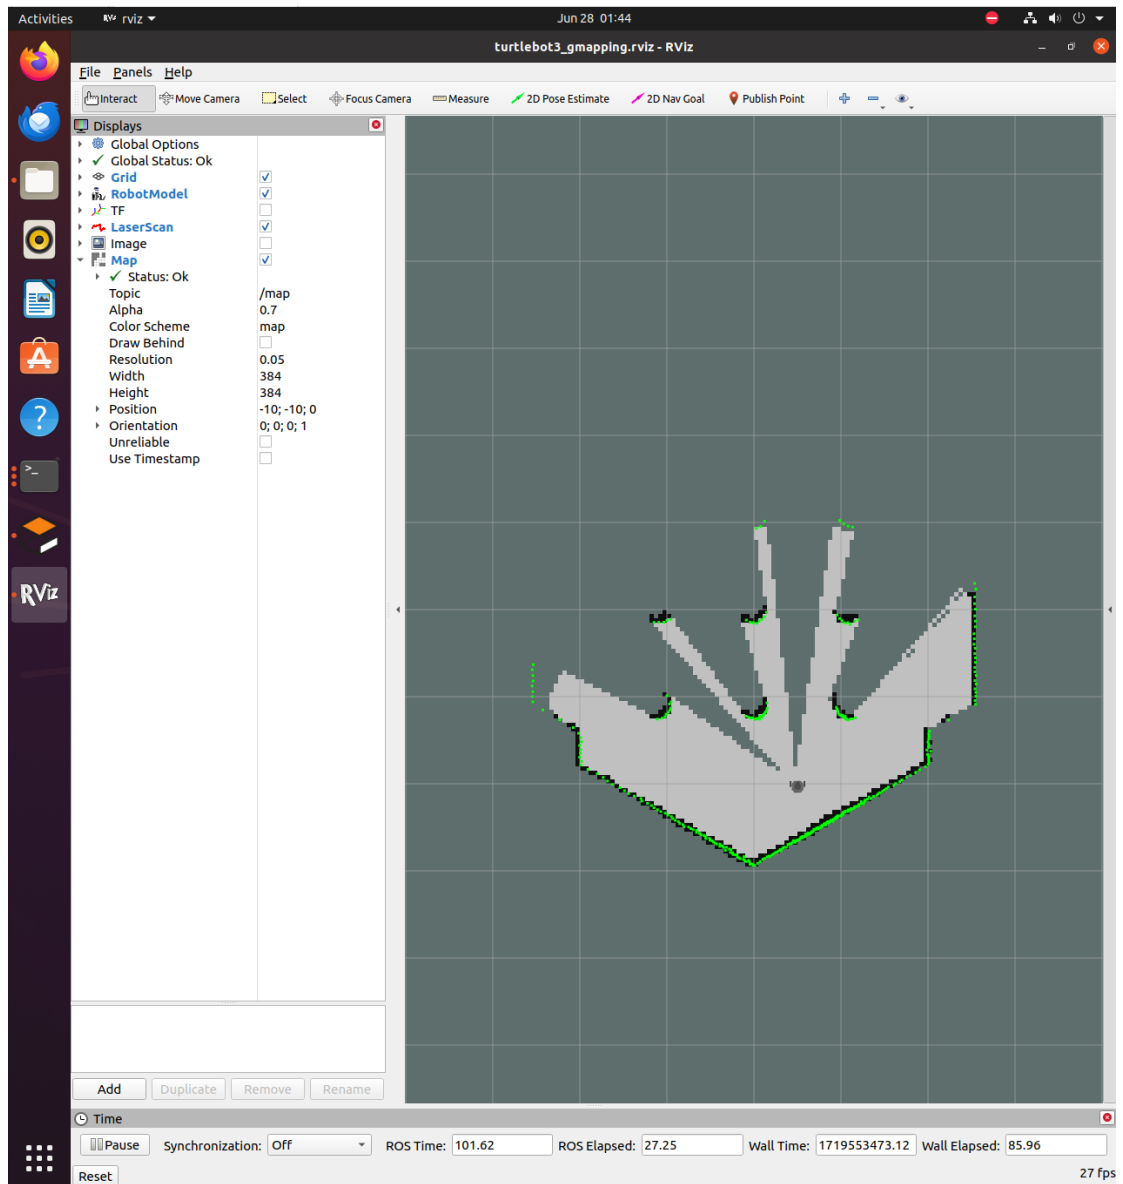 Activities RViz rviz Jun 28 01:44
turtlebot3_gmapping.rviz - RViz
File Panels Help
Interact Move Camera Select Focus Camera Measure 2D Pose Estimate 2D Nav Goal Publish Point
Displays
Global Options
Global Status: Ok
Grid
RobotModel
TF
LaserScan
Image
Map
Status: Ok
Topic /map
Alpha 0.7
Color Scheme map
Draw Behind
Resolution 0.05
Width 384
Height 384
Position -10; -10; 0
Orientation 0; 0; 0; 1
Unreliable
Use Timestamp
RViz
Add Duplicate Remove Rename
Time
Pause Synchronization: Off ROS Time: 101.62 ROS Elapsed: 27.25 Wall Time: 1719553473.12 Wall Elapsed: 85.96
Reset 27 fps